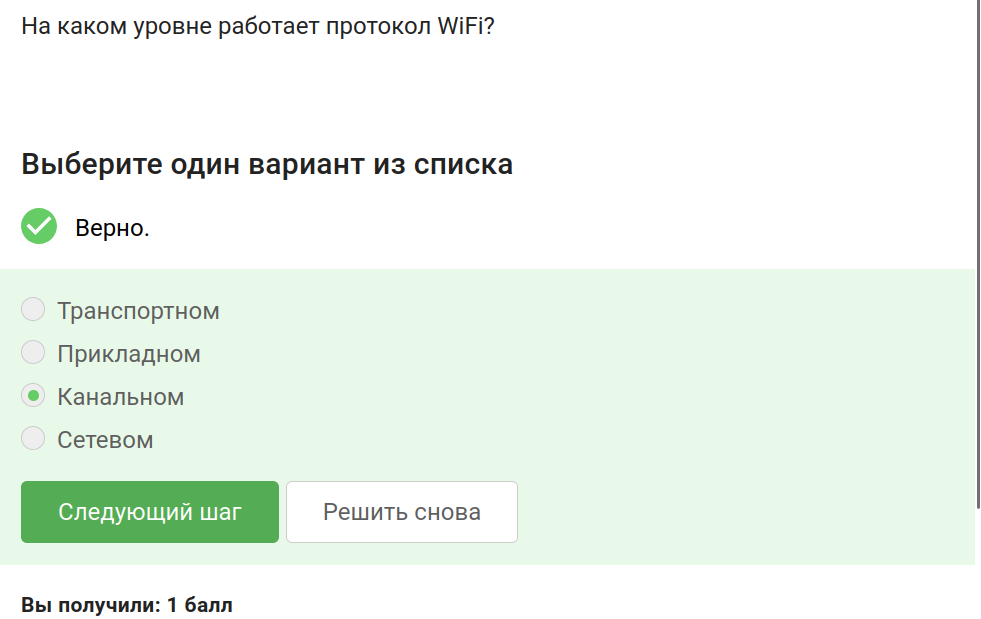 На каком уровне работает протокол WiFi?
Выберите один вариант из списка
Верно.
Транспортном
Прикладном
Канальном
Сетевом
Следующий шаг
Решить снова
Вы получили: 1 балл